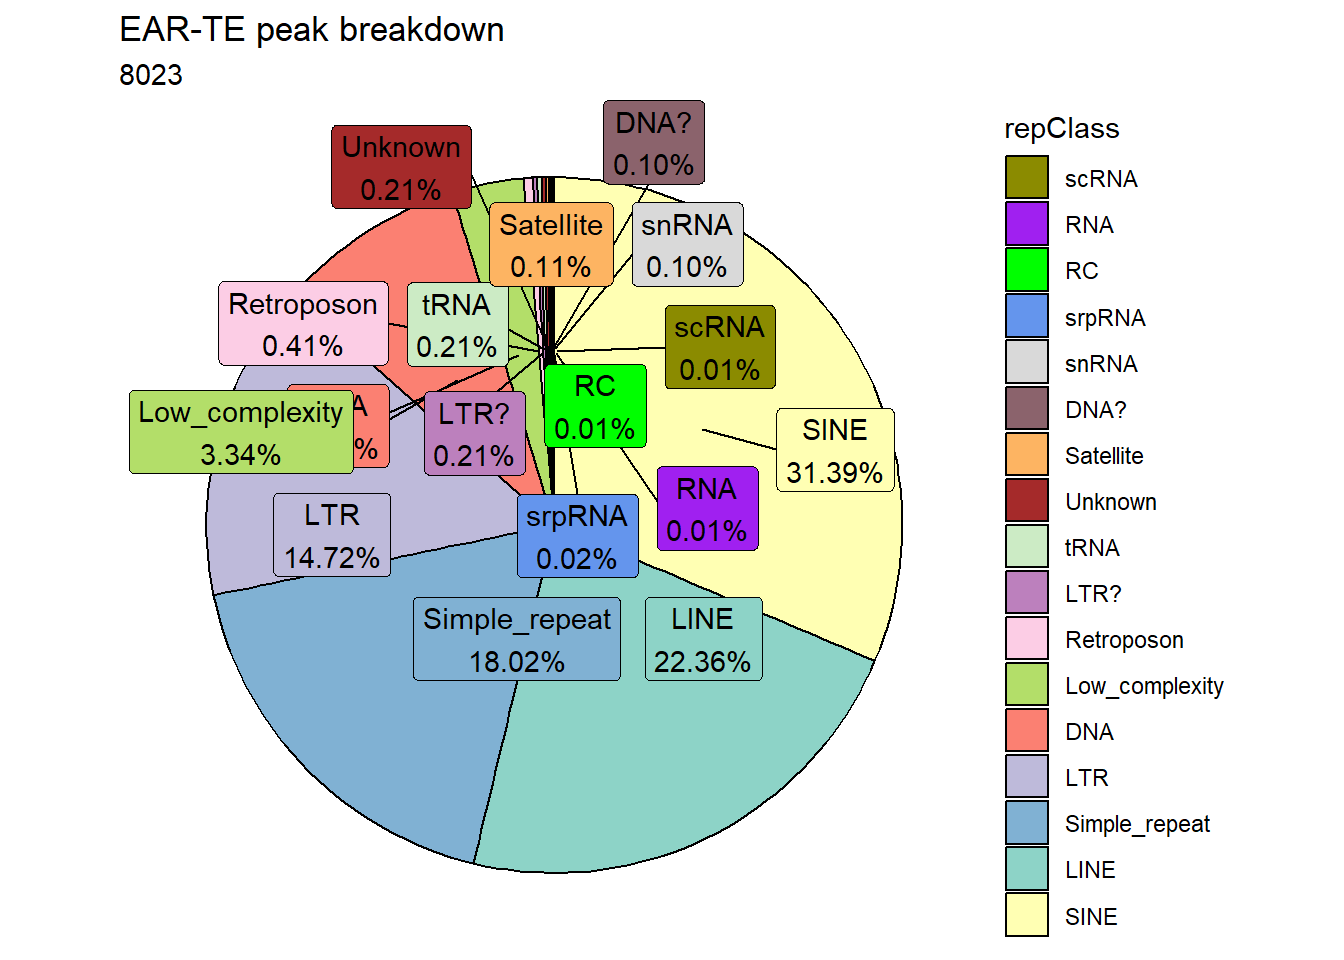 EAR-TE peak breakdown
8023
DNA?
0.10%
Unknown
0.21%
Satellite
0.11%
snRNA
0.10%
Retroposon
0.41%
tRNA
0.21%
scRNA
0.01%
RC
0.01%
Low_complexity
3.34%
A
%
LTR?
0.21%
SINE
31.39%
RNA
0.01%
LTR
14.72%
srpRNA
0.02%
Simple_repeat
18.02%
LINE
22.36%
repClass
scRNA
RNA
RC
srpRNA
snRNA
DNA?
Satellite
Unknown
tRNA
LTR?
Retroposon
Low_complexity
DNA
LTR
Simple_repeat
LINE
SINE